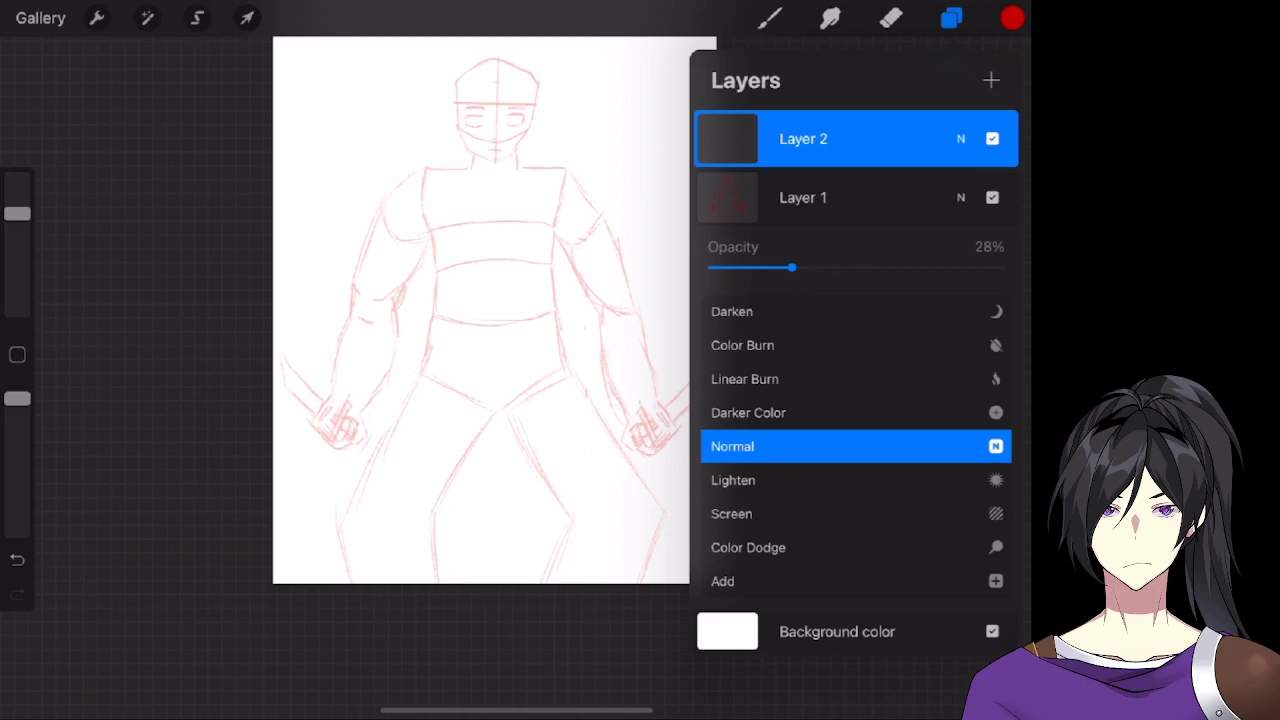 Gallery
Layers
Layer 2 N
Layer 1 N
Opacity 28%
Darken
Color Burn
Linear Burn
Darker Color
Normal N
Lighten
Screen
Color Dodge
Add
Background color